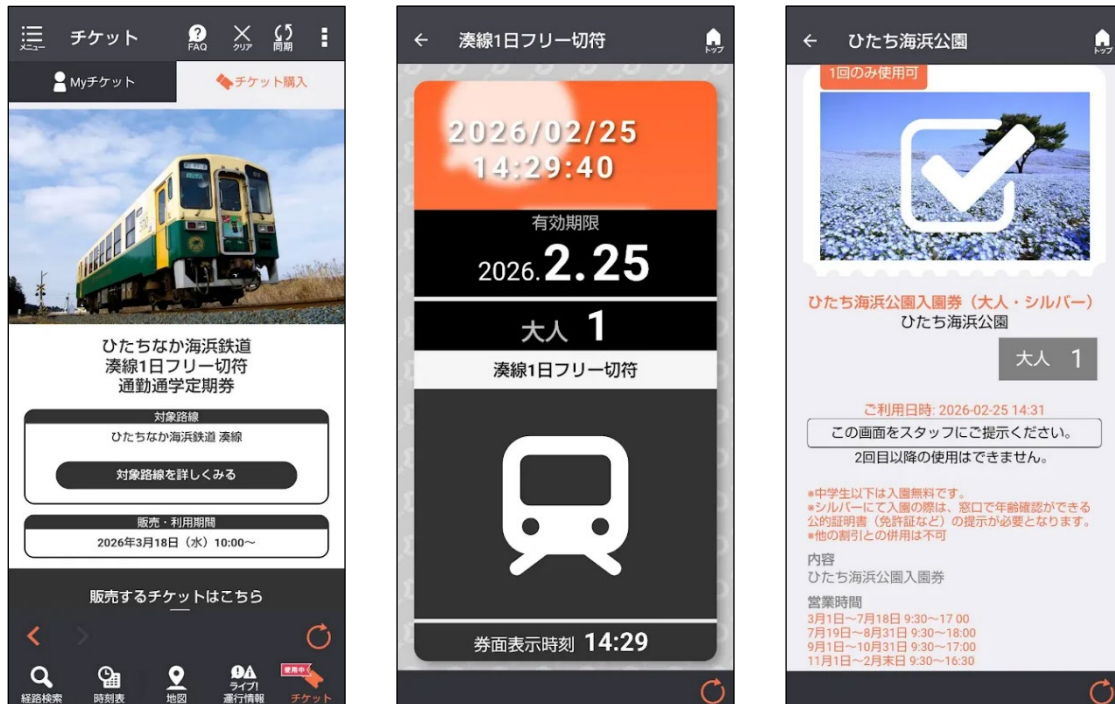 メニュー
チケット
FAQ
クリア
同期
Myチケット
チケット購入
ひたちなか海浜鉄道
湊線1日フリー切符
通勤通学定期券
対象路線
ひたちなか海浜鉄道 湊線
対象路線を詳しくみる
販売・利用期間
2026年3月18日（水）10:00～
販売するチケットはこちら
経路検索
時刻表
地図
ライブ!
運行情報
使用中
チケット
湊線1日フリー切符
トップ
2026/02/25
14:29:40
有効期限
2026.2.25
大人 1
湊線1日フリー切符
券面表示時刻 14:29
ひたち海浜公園
トップ
1回のみ使用可
ひたち海浜公園入園券（大人・シルバー）
ひたち海浜公園
大人 1
ご利用日時: 2026-02-25 14:31
この画面をスタッフにご提示ください。
2回目以降の使用はできません。
*中学生以下は入園無料です。
*シルバーにて入園の際は、窓口で年齢確認ができる
公的証明書（免許証など）の提示が必要となります。
*他の割引との併用は不可
内容
ひたち海浜公園入園券
営業時間
3月1日～7月18日 9:30～17 00
7月19日～8月31日 9:30～18:00
9月1日～10月31日 9:30～17:00
11月1日～2月末日 9:30～16:30